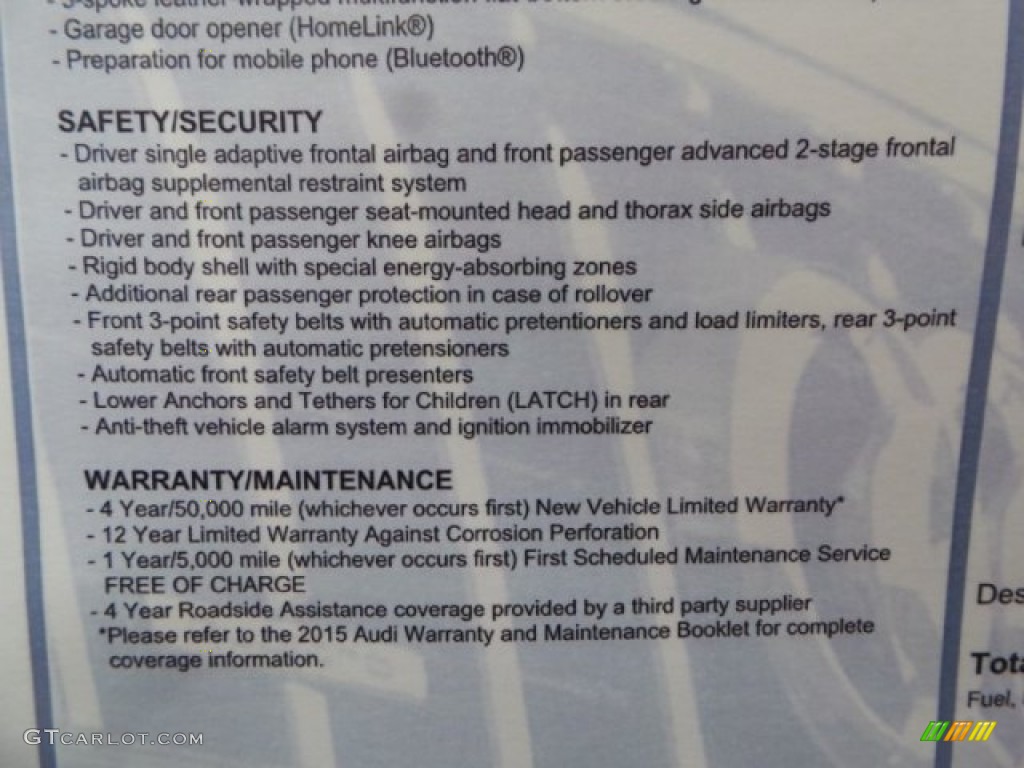 - 3-spoke leather-wrapped multifunction
- Garage door opener (HomeLink®)
- Preparation for mobile phone (Bluetooth®)
SAFETY/SECURITY
- Driver single adaptive frontal airbag and front passenger advanced 2-stage frontal
airbag supplemental restraint system
- Driver and front passenger seat-mounted head and thorax side airbags
- Driver and front passenger knee airbags
- Rigid body shell with special energy-absorbing zones
- Additional rear passenger protection in case of rollover
- Front 3-point safety belts with automatic pretentioners and load limiters, rear 3-point
safety belts with automatic pretensioners
- Automatic front safety belt presenters
- Lower Anchors and Tethers for Children (LATCH) in rear
- Anti-theft vehicle alarm system and ignition immobilizer
WARRANTY/MAINTENANCE
- 4 Year/50,000 mile (whichever occurs first) New Vehicle Limited Warranty*
- 12 Year Limited Warranty Against Corrosion Perforation
- 1 Year/5,000 mile (whichever occurs first) First Scheduled Maintenance Service
FREE OF CHARGE
- 4 Year Roadside Assistance coverage provided by a third party supplier
*Please refer to the 2015 Audi Warranty and Maintenance Booklet for complete
coverage information.
Des
Tota
Fuel,
GTCARLOT.COM